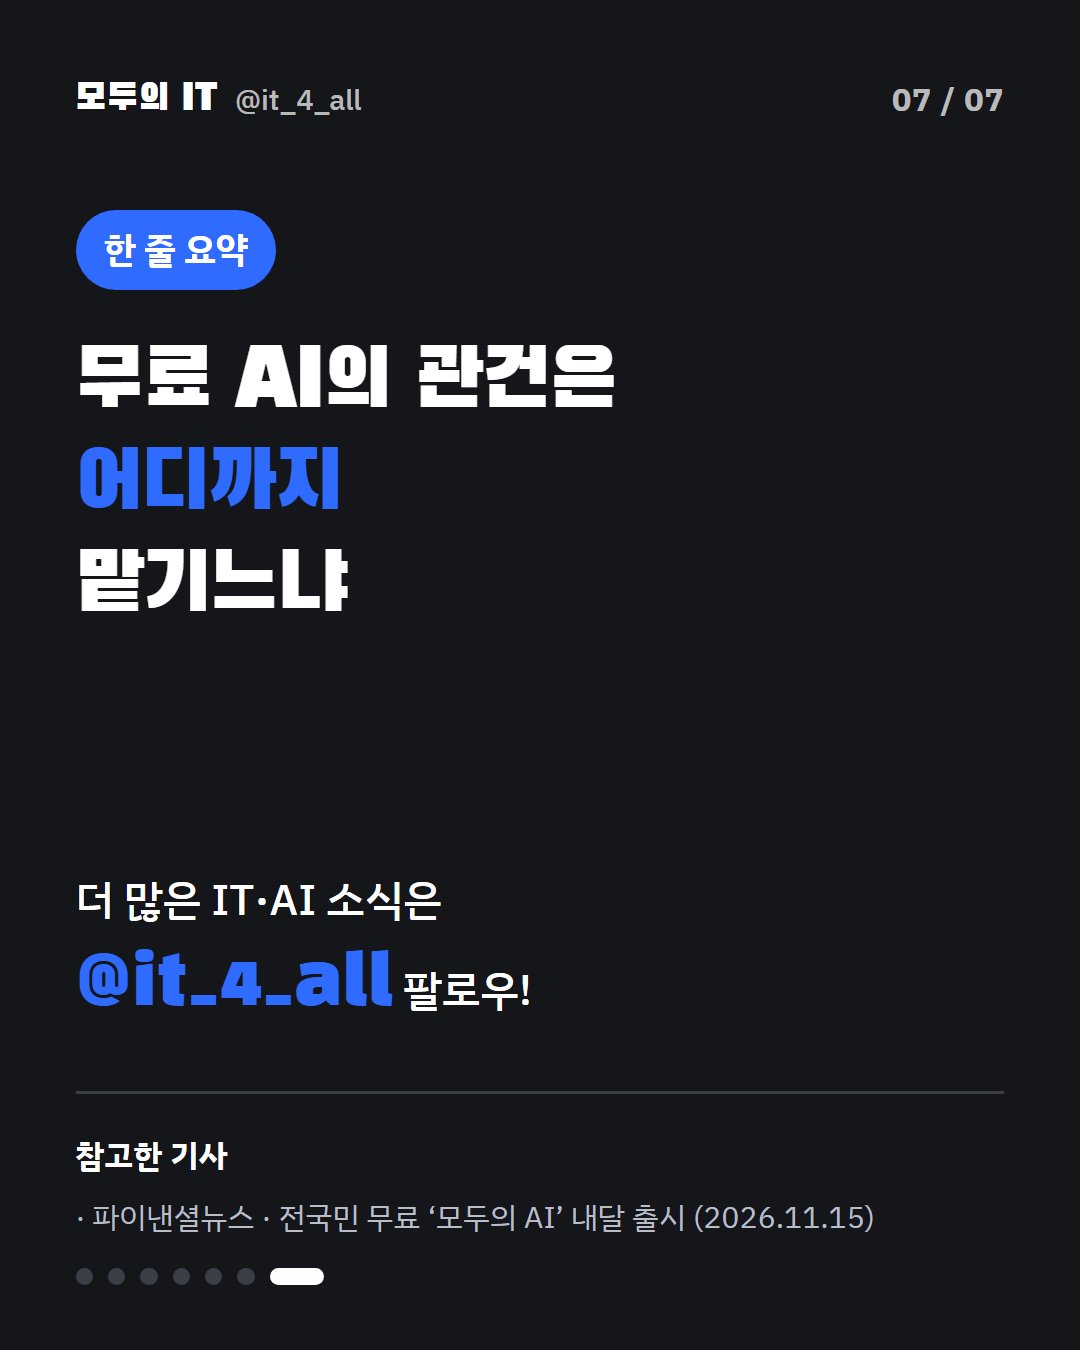 모두의 IT @it_4_all 07 / 07
한 줄 요약
무료 AI의 관건은
어디까지
맡기느냐
더 많은 IT·AI 소식은
@it_4_all 팔로우!
참고한 기사
· 파이낸셜뉴스 · 전국민 무료 ‘모두의 AI’ 내달 출시 (2026.11.15)